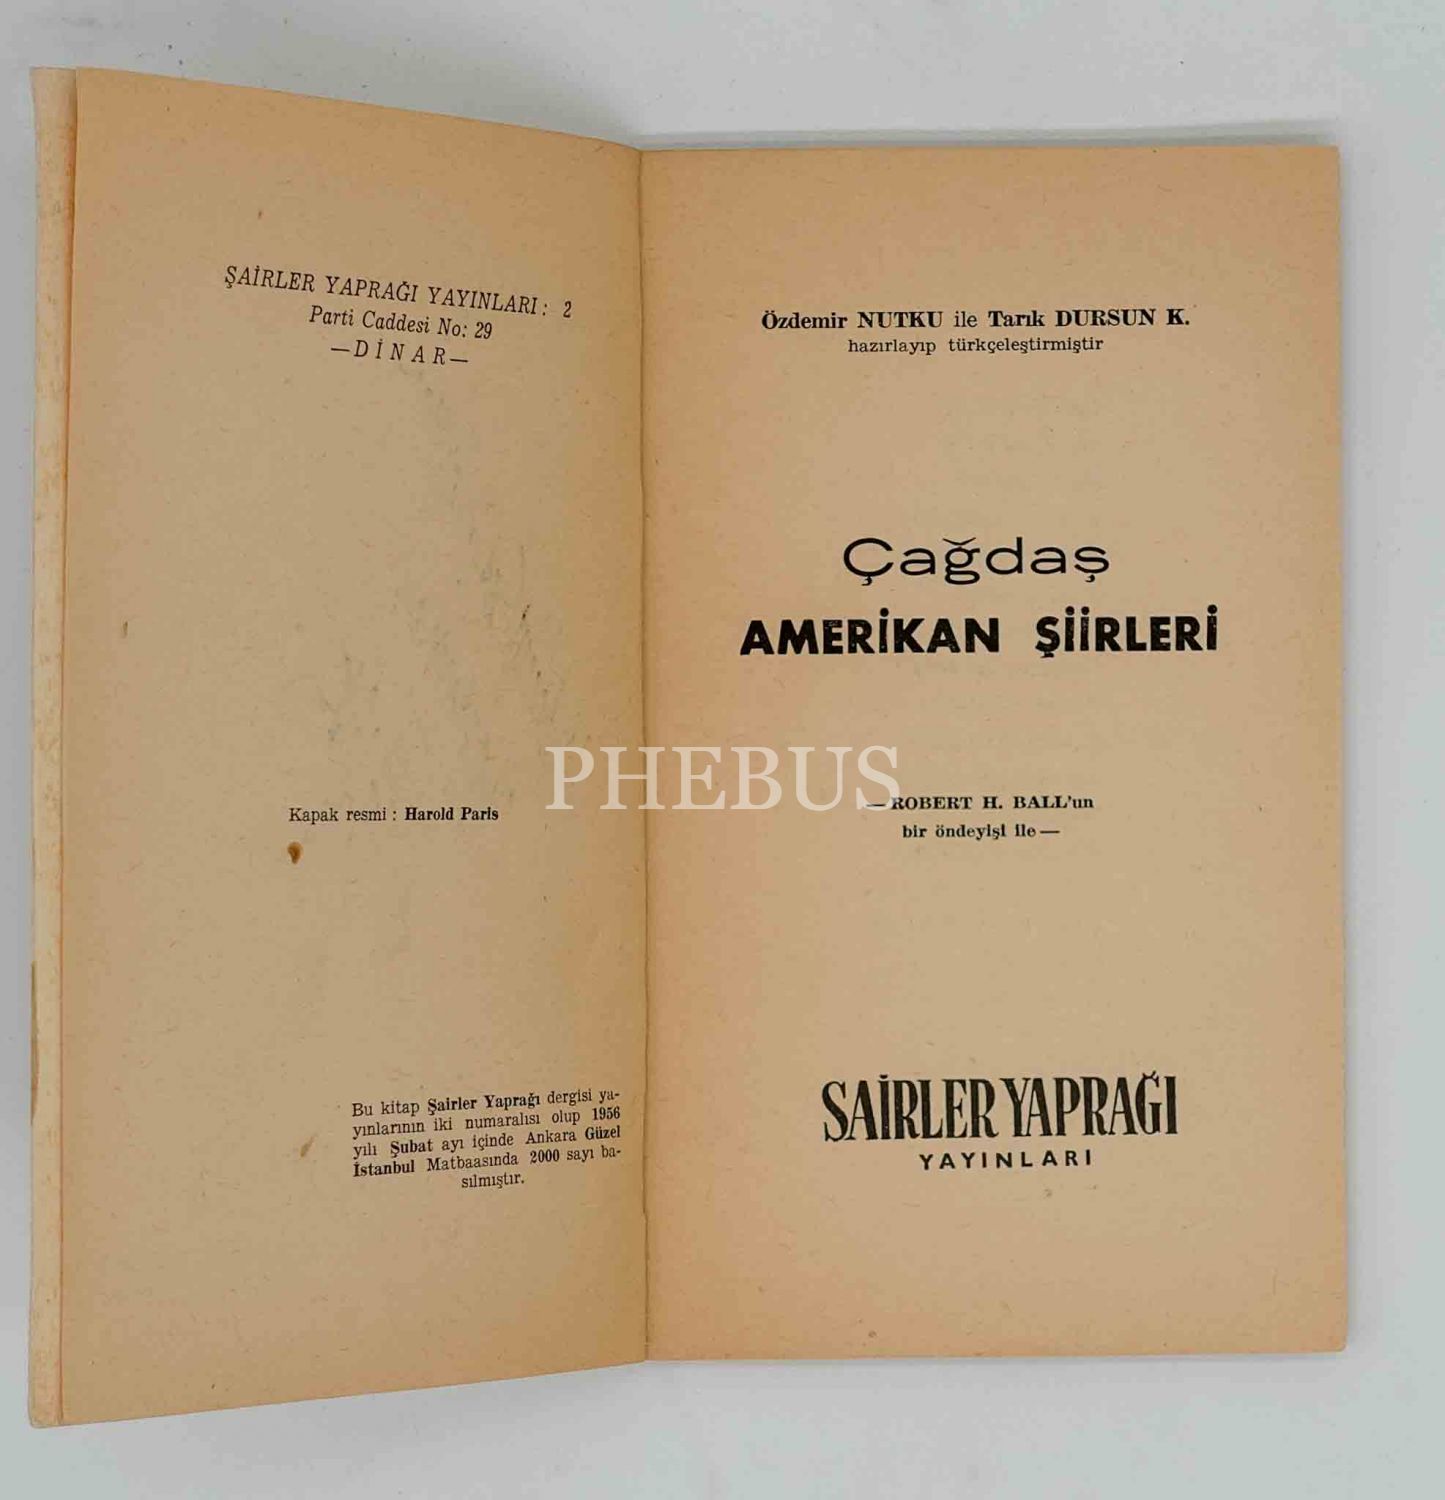 ŞAİRLER YAPRAĞI YAYINLARI: 2
Parti Caddesi No: 29
—DİNAR—
Kapak resmi : Harold Paris
Bu kitap Şairler Yaprağı dergisi ya-
yınlarının iki numaralısı olup 1956
yılı Şubat ayı içinde Ankara Güzel
İstanbul Matbaasında 2000 sayı ba-
sılmıştır.
Özdemir NUTKU ile Tarık DURSUN K.
hazırlayıp türkçeleştirmiştir
Çağdaş
AMERİKAN ŞİİRLERİ
PHEBUS
—ROBERT H. BALL'un
bir öndeyişi ile—
SAİRLER YAPRAĞI
YAYINLARI